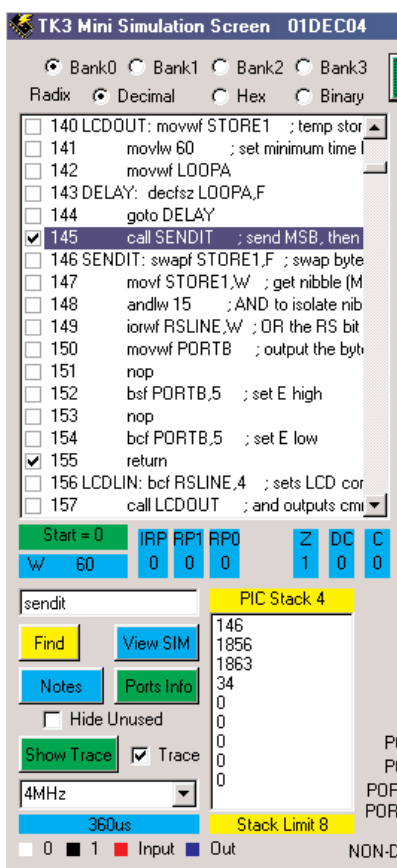 TK3 Mini Simulation Screen 01DEC04
Bank0 Bank1 Bank2 Bank3
Radix Decimal Hex Binary
140 LCDOUT: movwf STORE1 ; temp stor
141 movlw 60 ; set minimum time l
142 movwf LOOPA
143 DELAY: decfsz LOOPA,F
144 goto DELAY
145 call SENDIT ; send MSB, then
146 SENDIT: swapf STORE1,F ; swap byte
147 movf STORE1,W ; get nibble (M
148 andlw 15 ; AND to isolate nib
149 iorwf RSLINE,W ; OR the RS bit
150 movwf PORTB ; output the byt
151 nop
152 bsf PORTB,5 ; set E high
153 nop
154 bcf PORTB,5 ; set E low
155 return
156 LCDLIN: bcf RSLINE,4 ; sets LCD cor
157 call LCDOUT ; and outputs cm
Start = 0 IRP RP1 RP0 Z DC C
W 60 0 0 0 1 0 0
sendit
PIC Stack 4
Find View SIM
Notes Ports Info
Hide Unused
Show Trace Trace
4MHz
360us
146
1856
1863
34
0
0
0
0
Stack Limit 8
PO
PO
POR
POR
0 1 Input Out NON-D